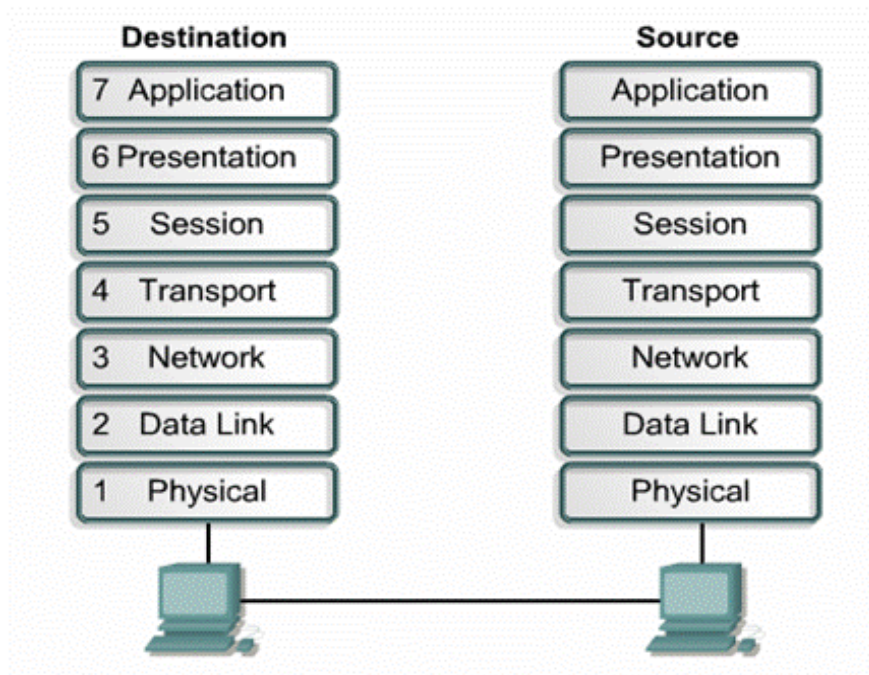 Destination
7 Application
6 Presentation
5 Session
4 Transport
3 Network
2 Data Link
1 Physical
Source
Application
Presentation
Session
Transport
Network
Data Link
Physical